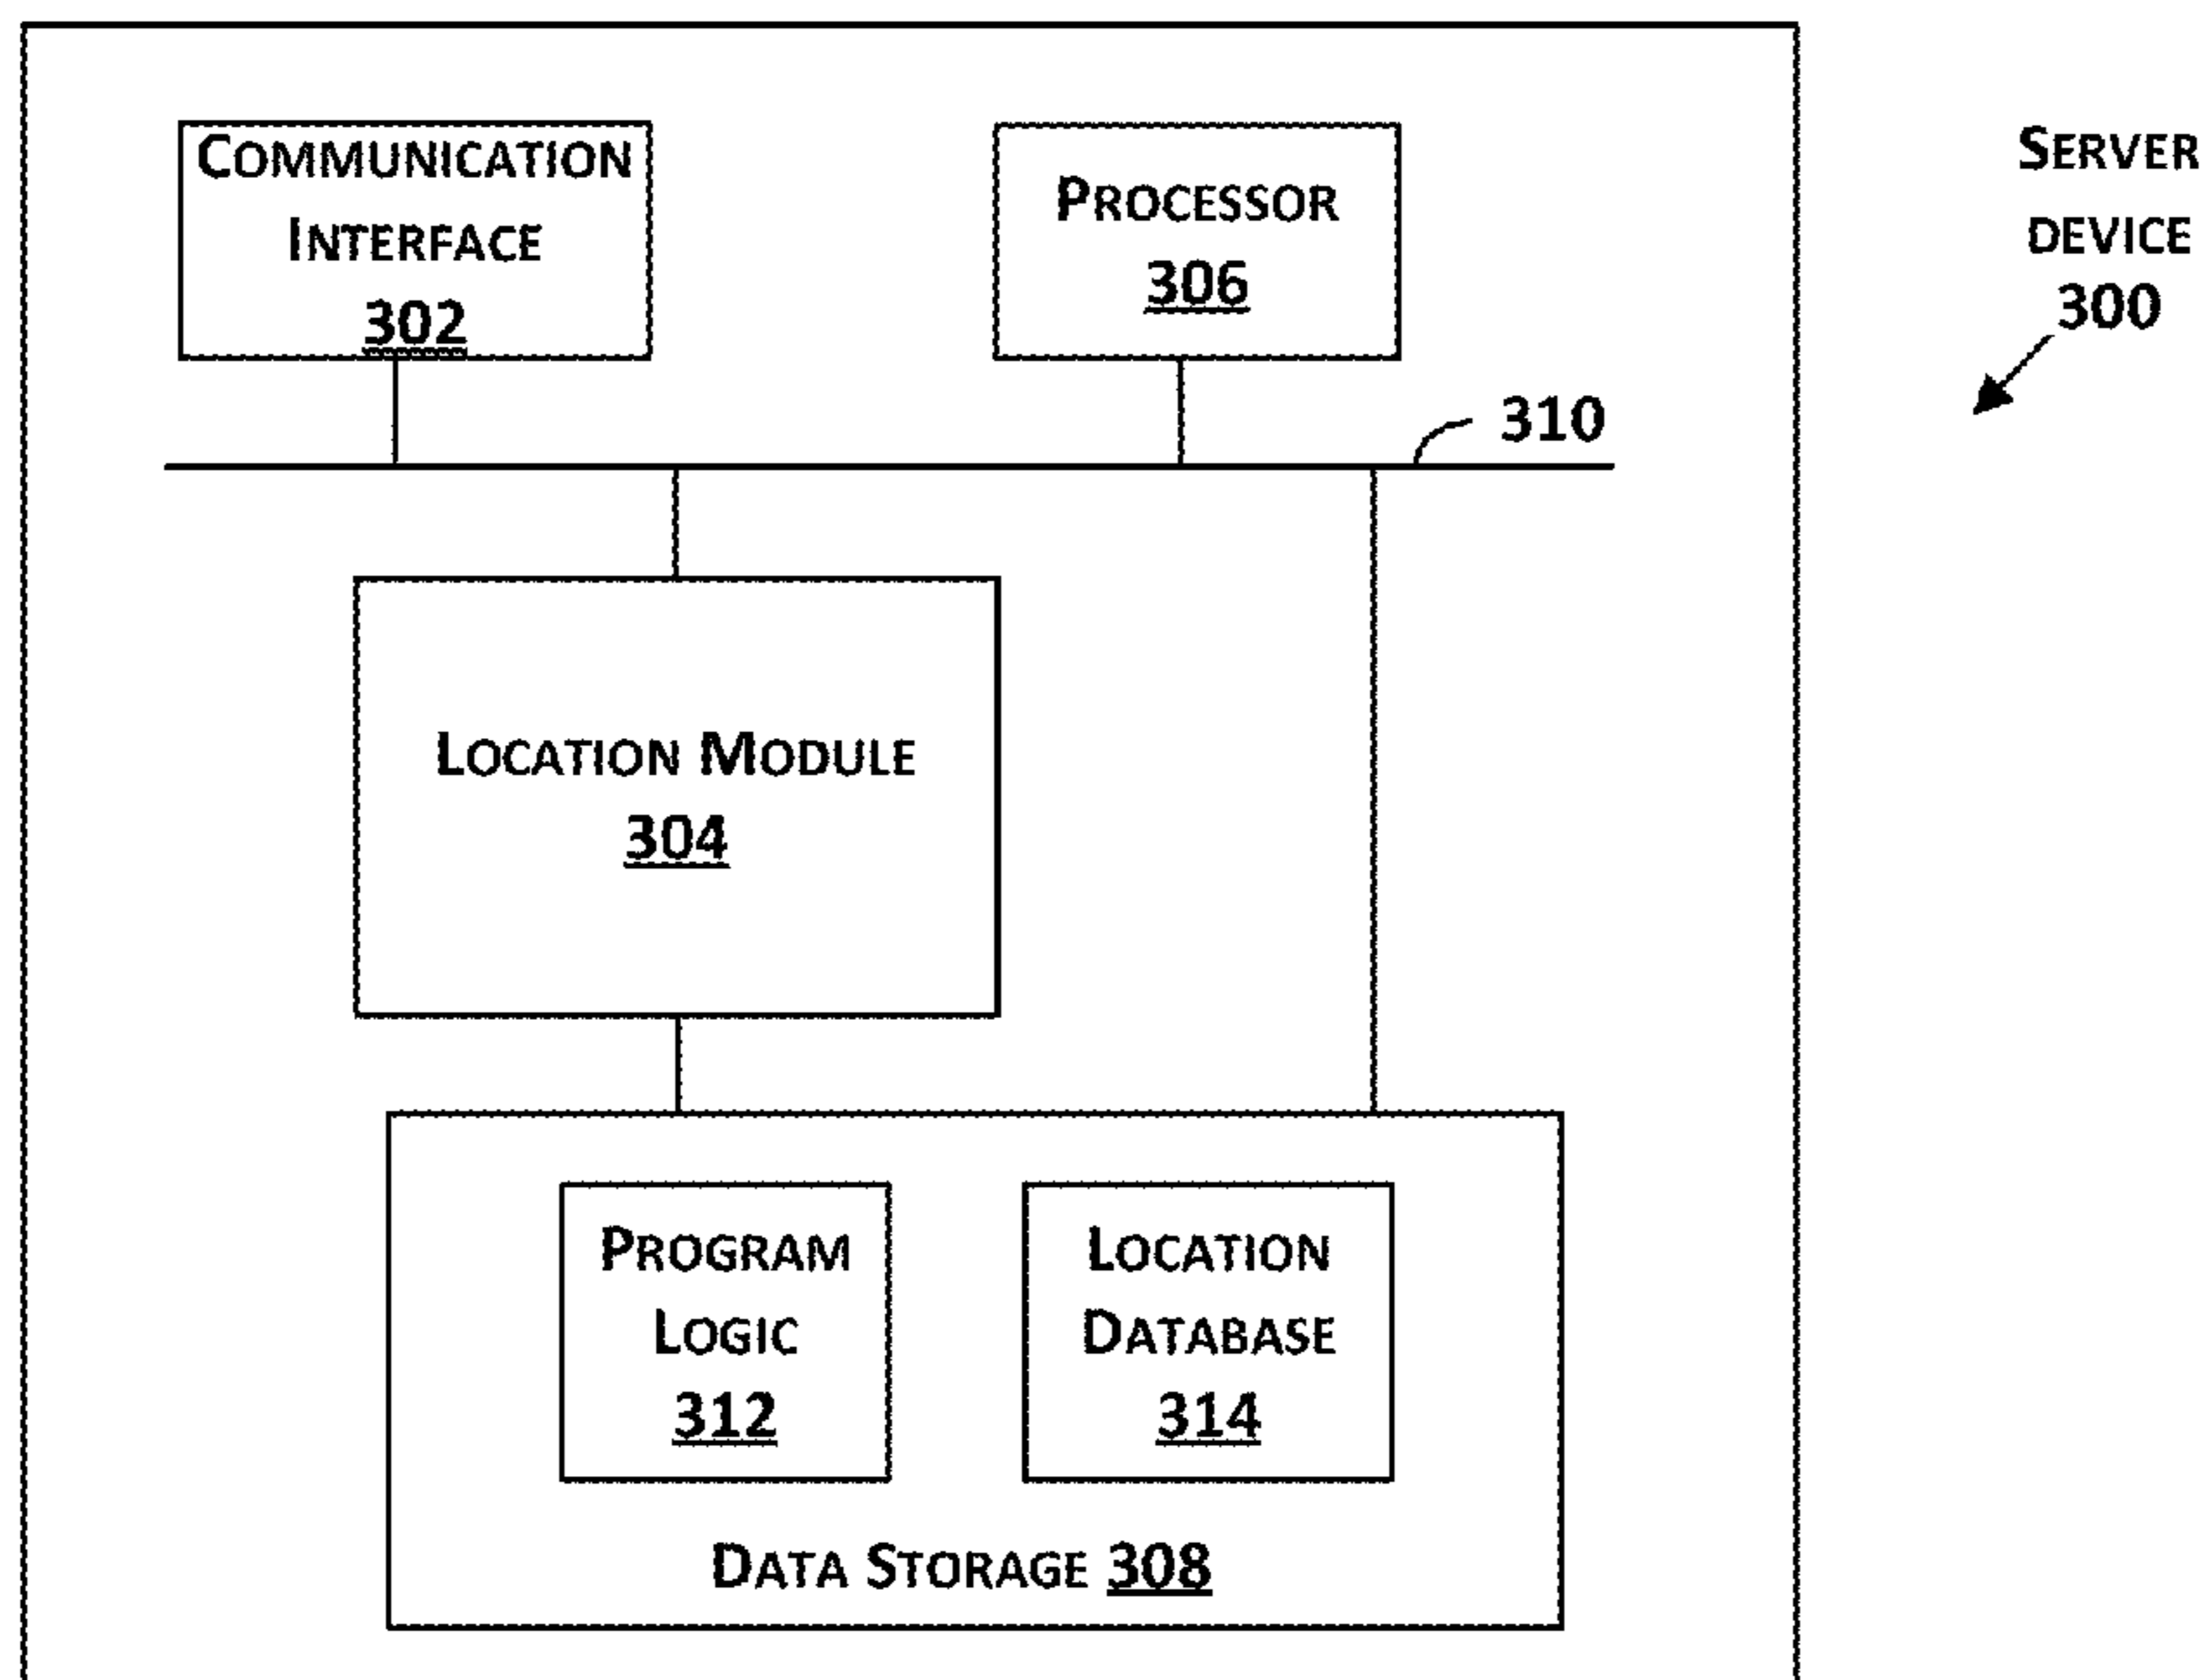 COMMUNICATION
INTERFACE
302
PROCESSOR
306
SERVER
DEVICE
300
310
LOCATION MODULE
304
PROGRAM
LOGIC
312
LOCATION
DATABASE
314
DATA STORAGE 308